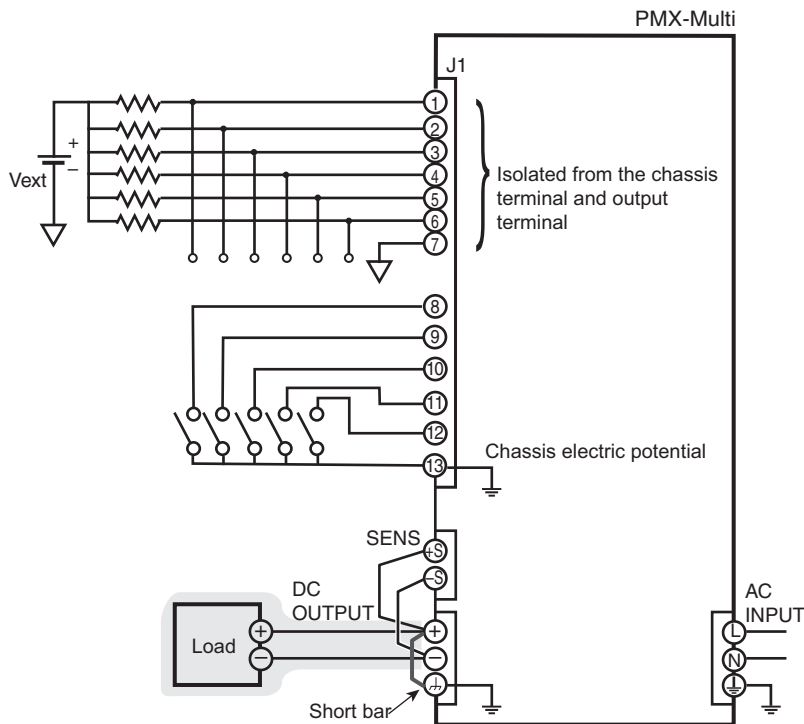 PMX-Multi
J1
1
2
3
4
5
6
7
+
–
Vext
Isolated from the chassis
terminal and output
terminal
8
9
10
11
12
13
Chassis electric potential
SENS
+S
–S
DC
OUTPUT
AC
INPUT
Load
+
–
+
–
L
N
Short bar